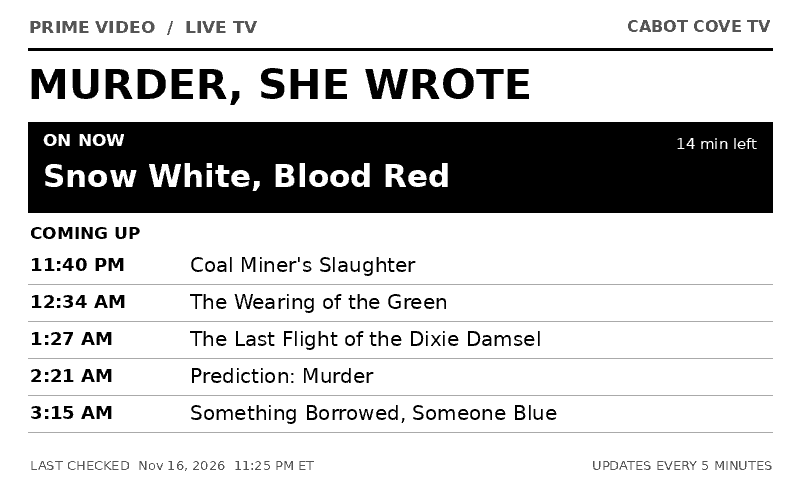 PRIME VIDEO / LIVE TV
CABOT COVE TV
MURDER, SHE WROTE
ON NOW
14 min left
Snow White, Blood Red
COMING UP
11:40 PM Coal Miner's Slaughter
12:34 AM The Wearing of the Green
1:27 AM The Last Flight of the Dixie Damsel
2:21 AM Prediction: Murder
3:15 AM Something Borrowed, Someone Blue
LAST CHECKED Nov 16, 2026 11:25 PM ET
UPDATES EVERY 5 MINUTES